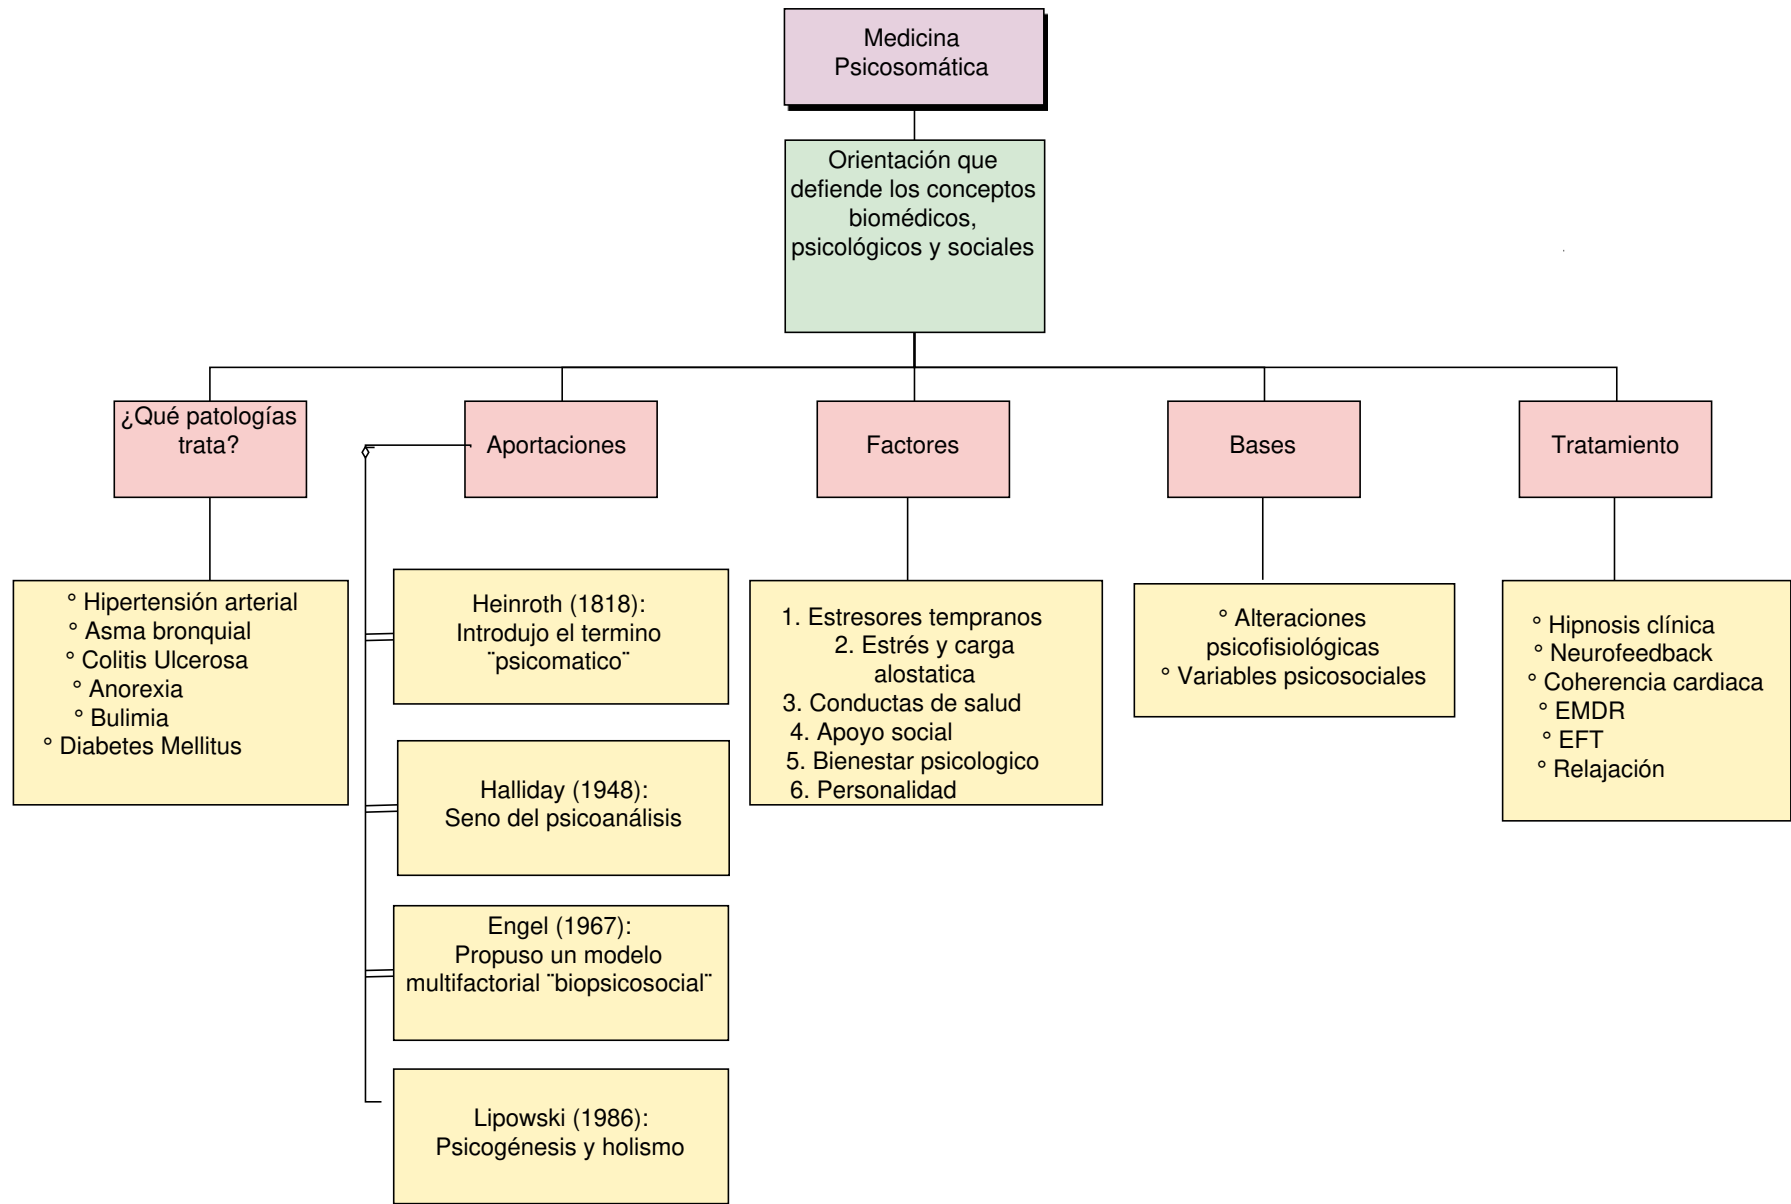 Medicina
Psicosomática
Orientación que
defiende los conceptos
biomédicos,
psicológicos y sociales
¿Qué patologías
trata?
Aportaciones
Factores
Bases
Tratamiento
° Hipertensión arterial
° Asma bronquial
° Colitis Ulcerosa
° Anorexia
° Bulimia
° Diabetes Mellitus
Heinroth (1818):
Introdujo el termino
¨psicomatico¨
Halliday (1948):
Seno del psicoanálisis
Engel (1967):
Propuso un modelo
multifactorial ¨biopsicosocial¨
Lipowski (1986):
Psicogénesis y holismo
1. Estresores tempranos
2. Estrés y carga
alostatica
3. Conductas de salud
4. Apoyo social
5. Bienestar psicologico
6. Personalidad
° Alteraciones
psicofisiológicas
° Variables psicosociales
° Hipnosis clínica
° Neurofeedback
° Coherencia cardiaca
° EMDR
° EFT
° Relajación